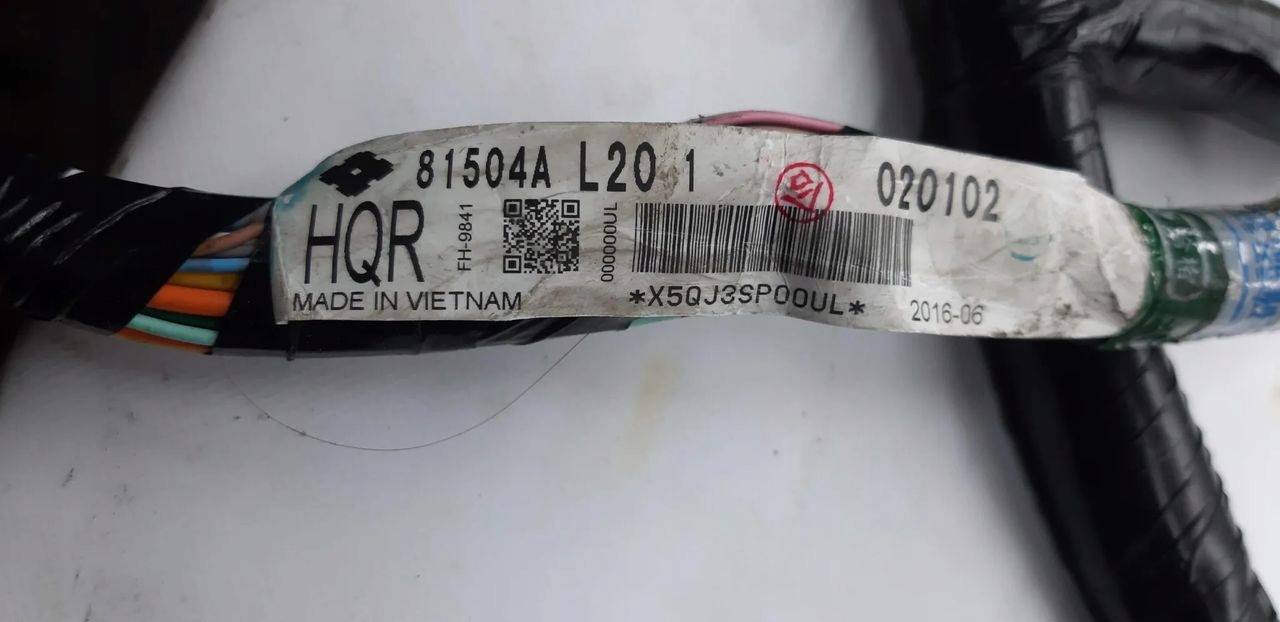 81504A L20 1 020102
HQR
FH-9841
000000UL
MADE IN VIETNAM
*X5QJ3SP00UL*
2016-06